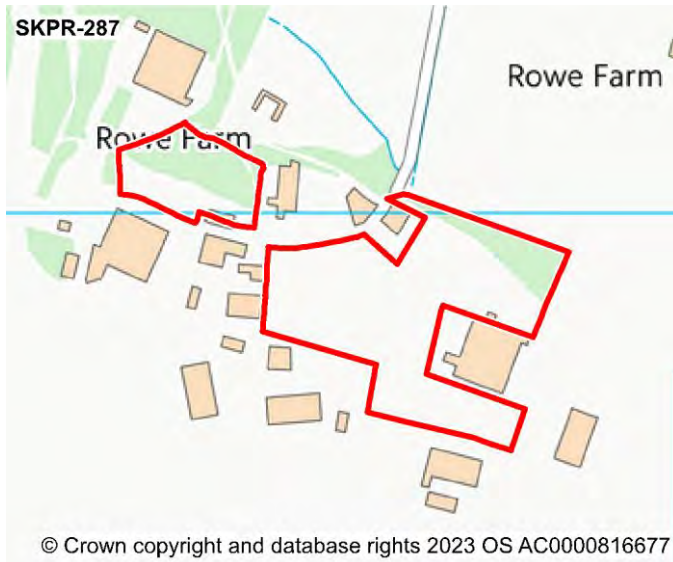 SKPR-287
Rowe Farm
Rowe Farm
© Crown copyright and database rights 2023 OS AC0000816677